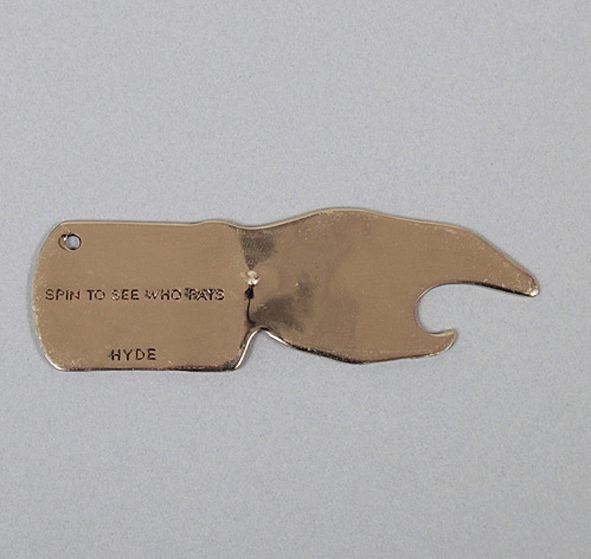 SPIN TO SEE WHO PAYS
HYDE